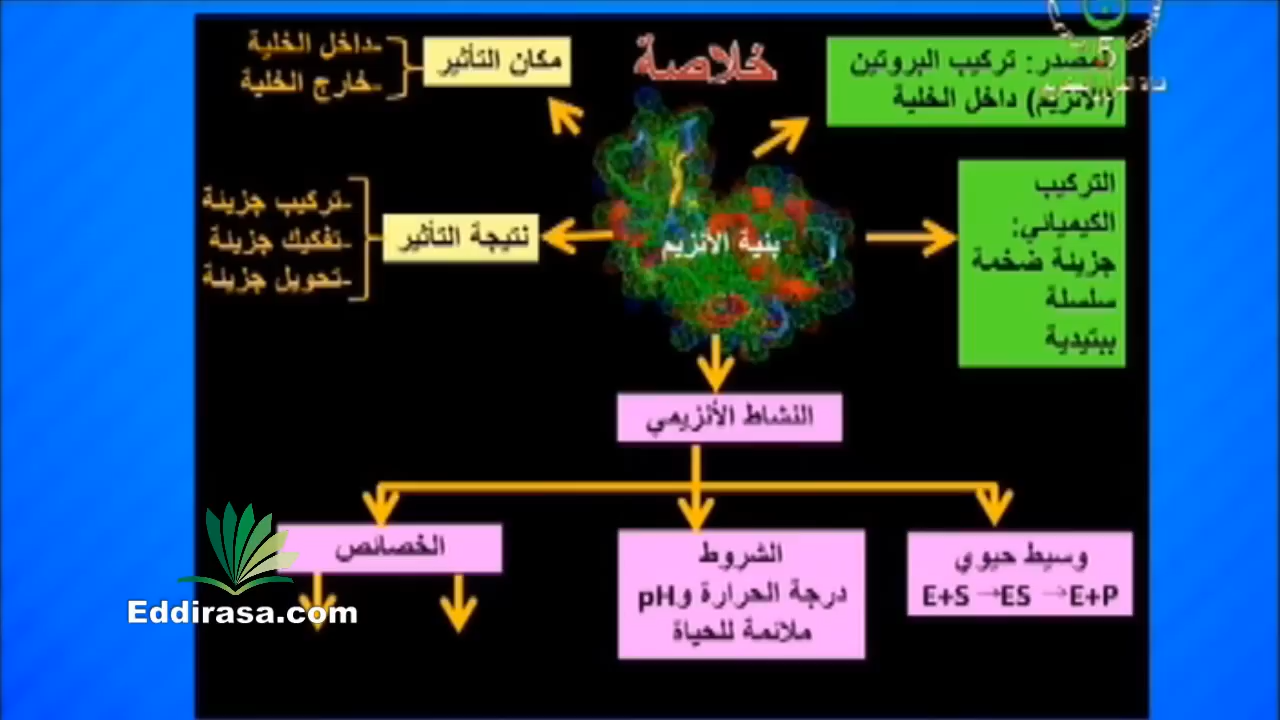 خلاصة
المصدر: تركيب البروتين
(الأنزيم) داخل الخلية
مكان التأثير
-داخل الخلية
-خارج الخلية
التركيب
الكيميائي:
جزيئة ضخمة
سلسلة
ببتيدية
بنية الأنزيم
نتيجة التأثير
-تركيب جزيئة
-تفكيك جزيئة
-تحويل جزيئة
النشاط الأنزيمي
وسيط حيوي
E+S →ES →E+P
الشروط
درجة الحرارة وpH
ملائمة للحياة
الخصائص
Eddirasa.com
5